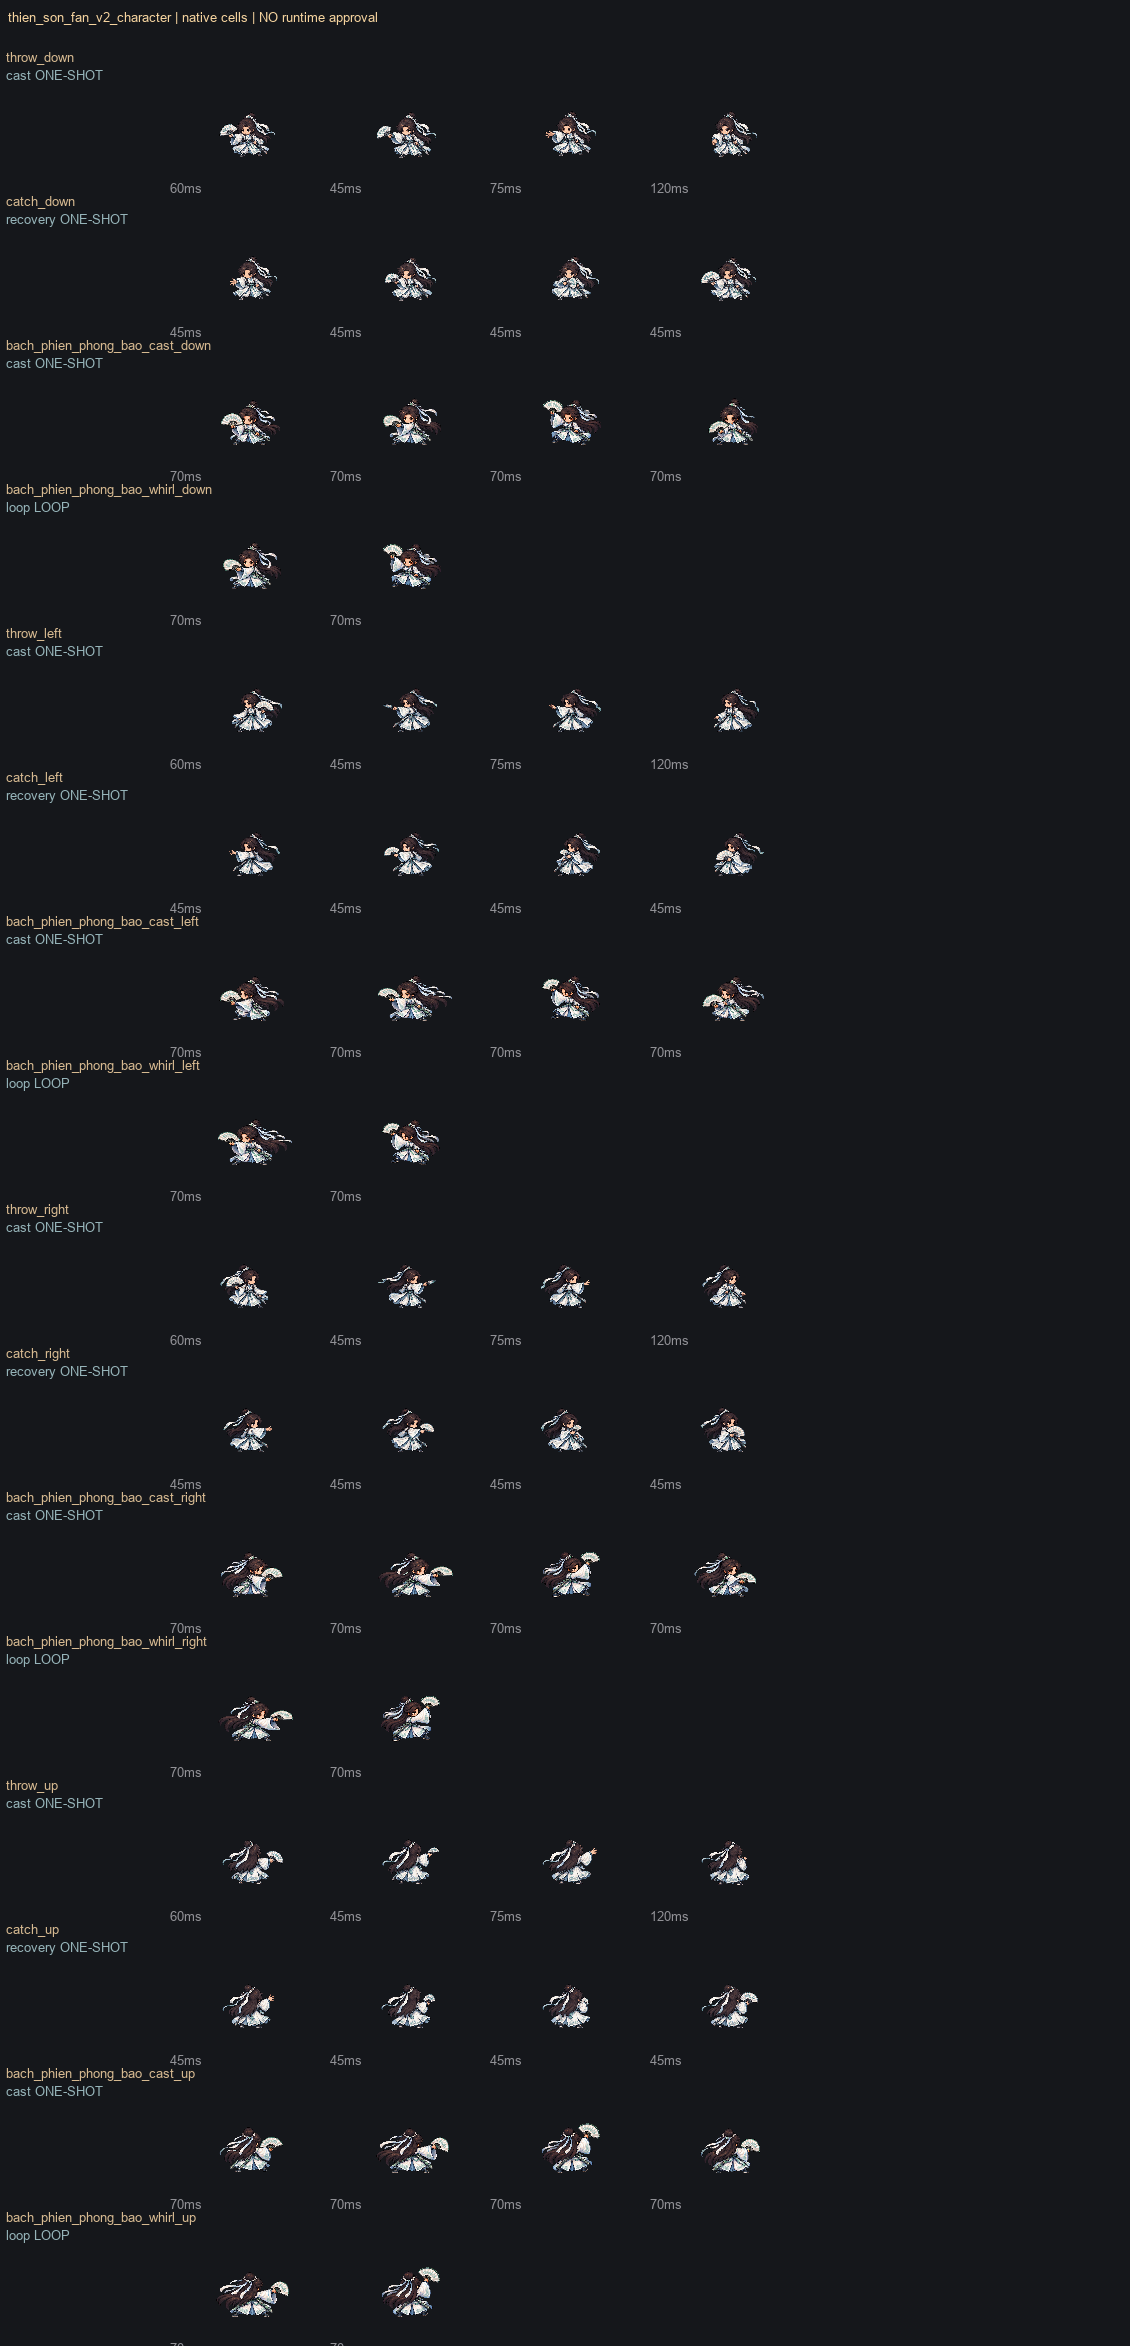 thien_son_fan_v2_character | native cells | NO runtime approval
throw_down
cast ONE-SHOT
60ms 45ms 75ms 120ms
catch_down
recovery ONE-SHOT
45ms 45ms 45ms 45ms
bach_phien_phong_bao_cast_down
cast ONE-SHOT
70ms 70ms 70ms 70ms
bach_phien_phong_bao_whirl_down
loop LOOP
70ms 70ms
throw_left
cast ONE-SHOT
60ms 45ms 75ms 120ms
catch_left
recovery ONE-SHOT
45ms 45ms 45ms 45ms
bach_phien_phong_bao_cast_left
cast ONE-SHOT
70ms 70ms 70ms 70ms
bach_phien_phong_bao_whirl_left
loop LOOP
70ms 70ms
throw_right
cast ONE-SHOT
60ms 45ms 75ms 120ms
catch_right
recovery ONE-SHOT
45ms 45ms 45ms 45ms
bach_phien_phong_bao_cast_right
cast ONE-SHOT
70ms 70ms 70ms 70ms
bach_phien_phong_bao_whirl_right
loop LOOP
70ms 70ms
throw_up
cast ONE-SHOT
60ms 45ms 75ms 120ms
catch_up
recovery ONE-SHOT
45ms 45ms 45ms 45ms
bach_phien_phong_bao_cast_up
cast ONE-SHOT
70ms 70ms 70ms 70ms
bach_phien_phong_bao_whirl_up
loop LOOP